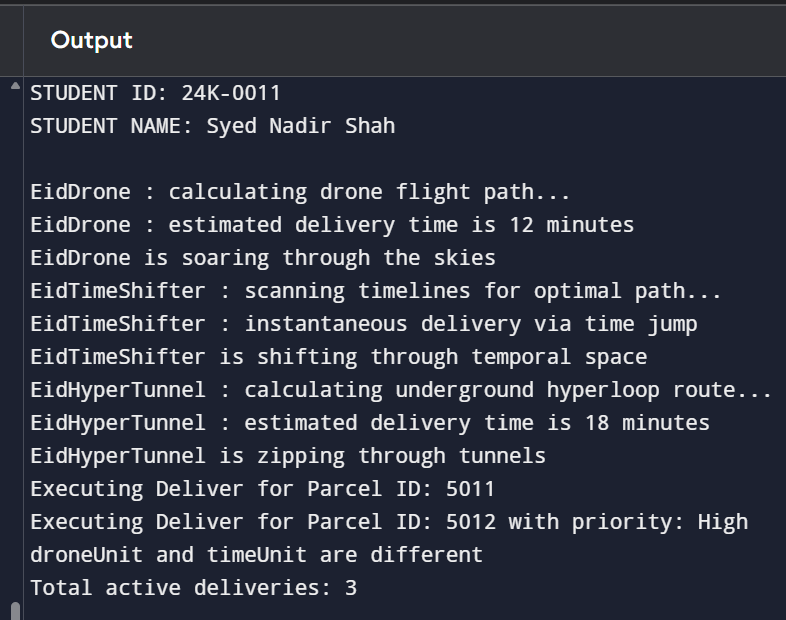 Output
STUDENT ID: 24K-0011
STUDENT NAME: Syed Nadir Shah
EidDrone : calculating drone flight path...
EidDrone : estimated delivery time is 12 minutes
EidDrone is soaring through the skies
EidTimeShifter : scanning timelines for optimal path...
EidTimeShifter : instantaneous delivery via time jump
EidTimeShifter is shifting through temporal space
EidHyperTunnel : calculating underground hyperloop route...
EidHyperTunnel : estimated delivery time is 18 minutes
EidHyperTunnel is zipping through tunnels
Executing Deliver for Parcel ID: 5011
Executing Deliver for Parcel ID: 5012 with priority: High
droneUnit and timeUnit are different
Total active deliveries: 3